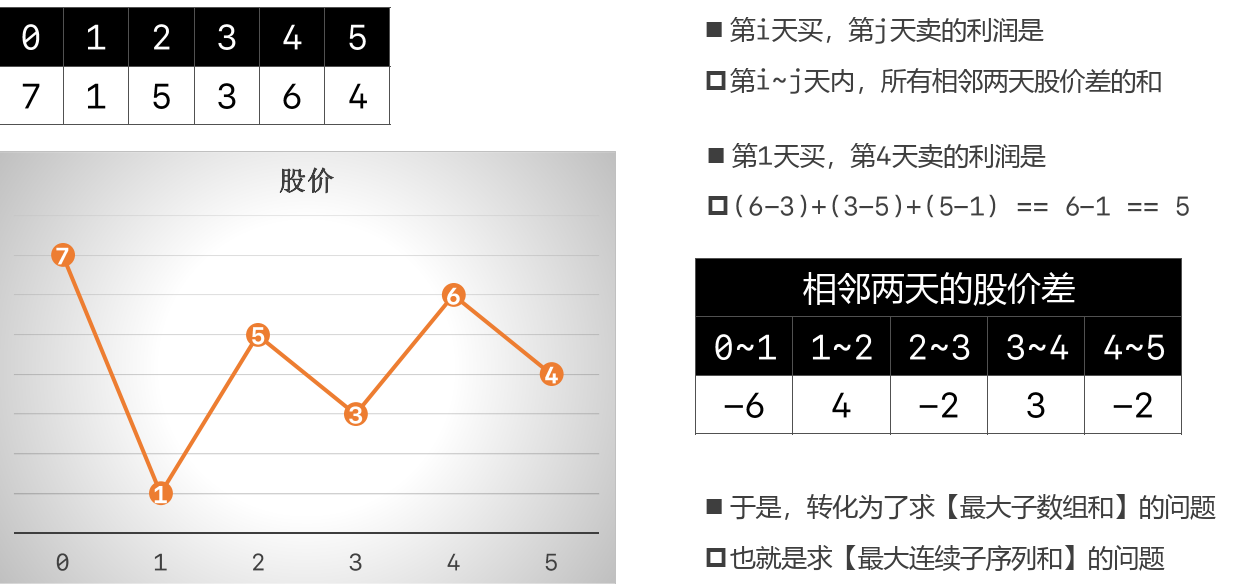 0 1 2 3 4 5
7 1 5 3 6 4
股价
7
1
5
3
6
4
0 1 2 3 4 5
■ 第i天买，第j天卖的利润是
第i~j天内，所有相邻两天股价差的和
■ 第1天买，第4天卖的利润是
(6-3)+(3-5)+(5-1) == 6-1 == 5
相邻两天的股价差
0~1 1~2 2~3 3~4 4~5
-6 4 -2 3 -2
■ 于是，转化为了求【最大子数组和】的问题
也就是求【最大连续子序列和】的问题